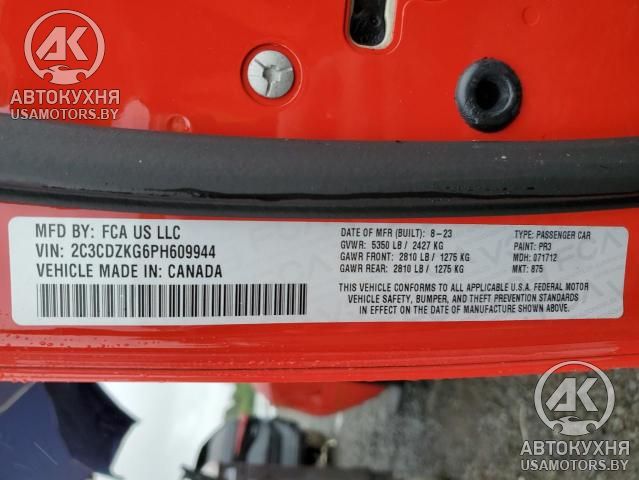 АК
АВТОКУХНЯ
USAMOTORS.BY
MFD BY: FCA US LLC
VIN: 2C3CDZKG6PH609944
VEHICLE MADE IN: CANADA
DATE OF MFR (BUILT): 8-23
GVWR: 5350 LB / 2427 KG
GAWR FRONT: 2810 LB / 1275 KG
GAWR REAR: 2810 LB / 1275 KG
TYPE: PASSENGER CAR
PAINT: PR3
MDH: 071712
MKT: 875
THIS VEHICLE CONFORMS TO ALL APPLICABLE U.S.A. FEDERAL MOTOR
VEHICLE SAFETY, BUMPER, AND THEFT PREVENTION STANDARDS
IN EFFECT ON THE DATE OF MANUFACTURE SHOWN ABOVE.
АК
АВТОКУХНЯ
USAMOTORS.BY